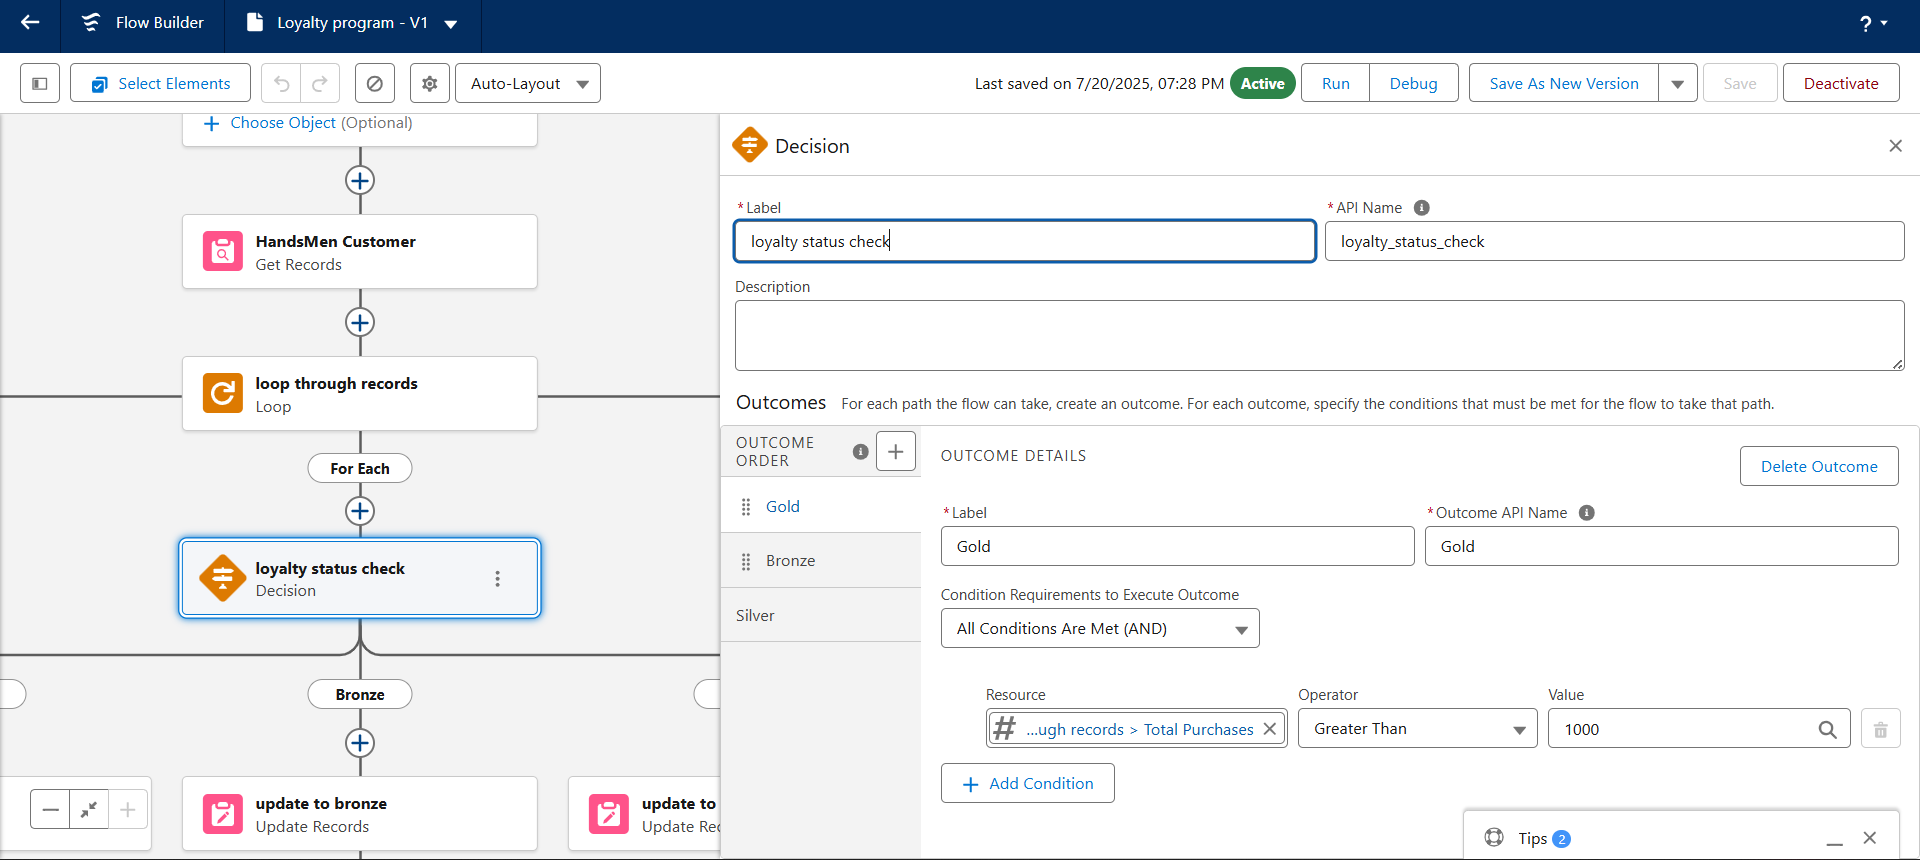 Flow Builder
Loyalty program - V1
?
Select Elements
Auto-Layout
Last saved on 7/20/2025, 07:28 PM
Active
Run
Debug
Save As New Version
Save
Deactivate
Choose Object (Optional)
HandsMen Customer
Get Records
loop through records
Loop
For Each
loyalty status check
Decision
Bronze
update to bronze
Update Records
update to
Update Rec
Decision
*Label
loyalty status check
*API Name
loyalty_status_check
Description
Outcomes
For each path the flow can take, create an outcome. For each outcome, specify the conditions that must be met for the flow to take that path.
OUTCOME
ORDER
Gold
Bronze
Silver
OUTCOME DETAILS
Delete Outcome
*Label
Gold
*Outcome API Name
Gold
Condition Requirements to Execute Outcome
All Conditions Are Met (AND)
Resource
...ugh records > Total Purchases
Operator
Greater Than
Value
1000
Add Condition
Tips 2